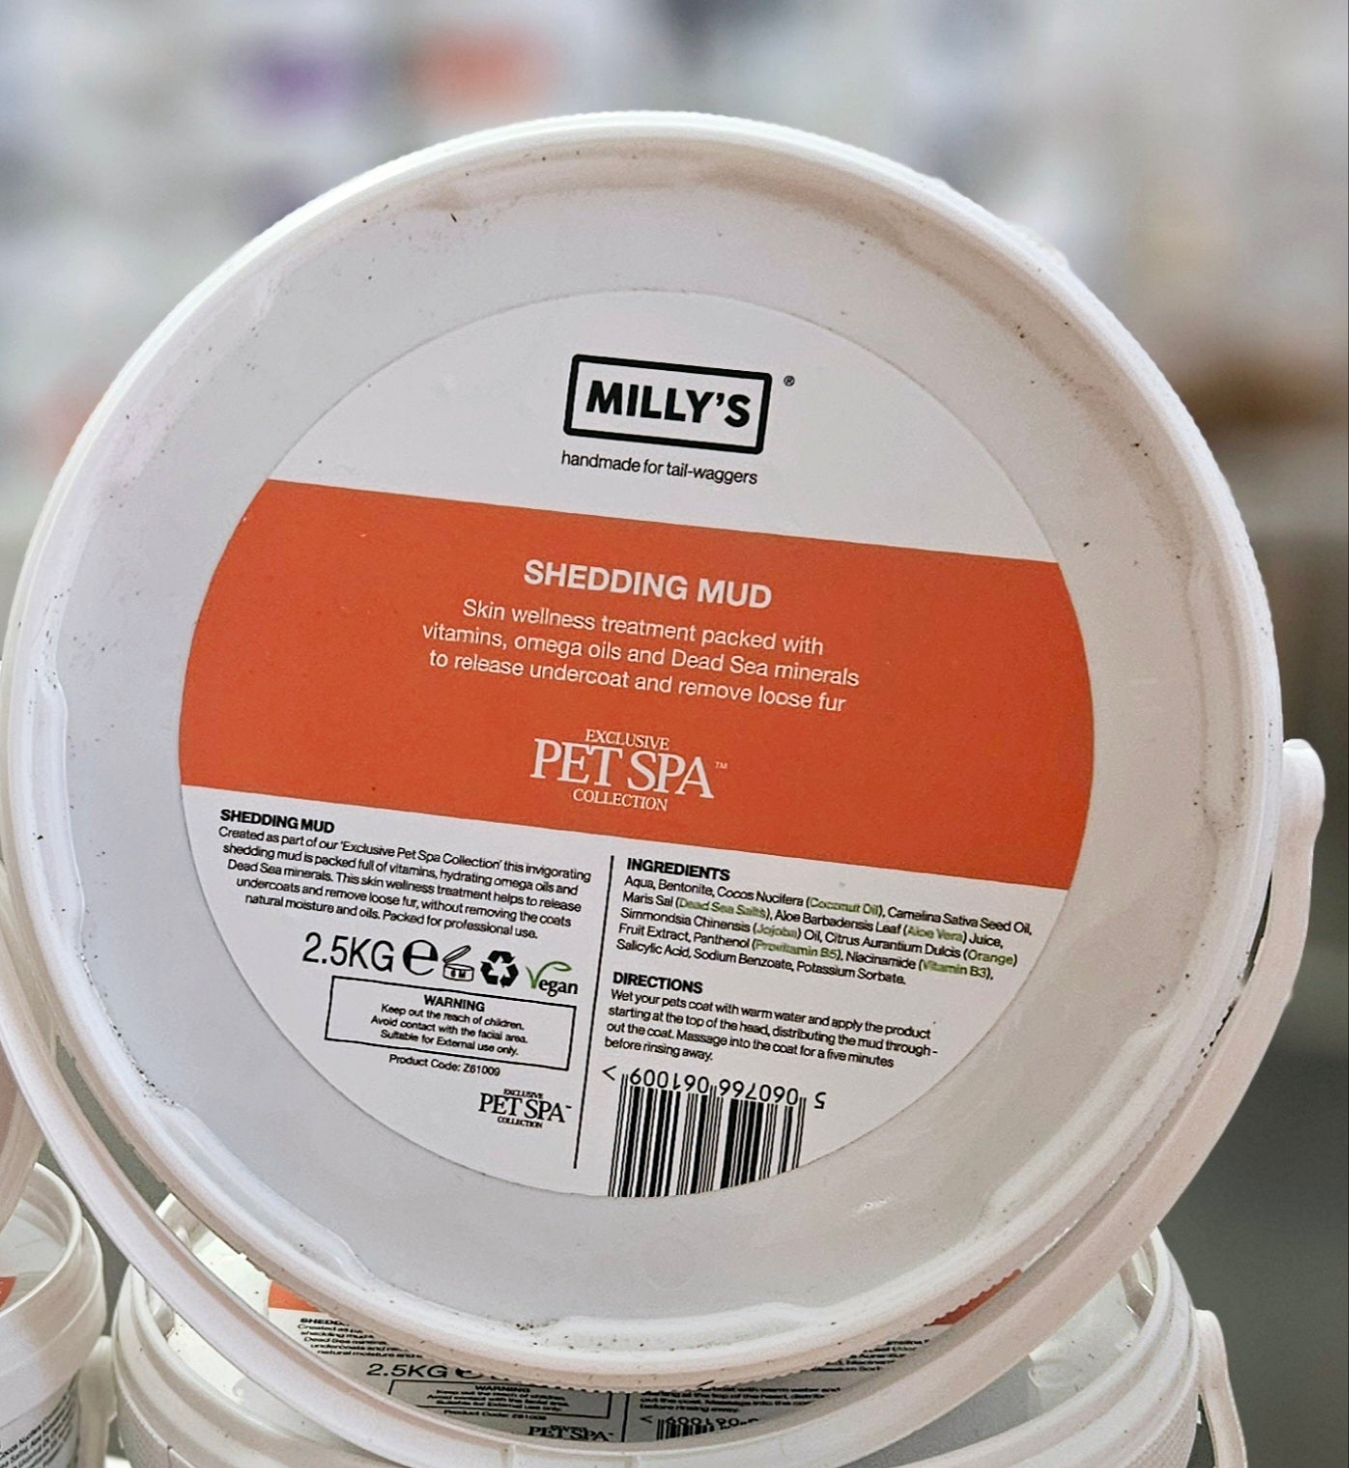 MILLY'S®
handmade for tail-waggers
SHEDDING MUD
Skin wellness treatment packed with
vitamins, omega oils and Dead Sea minerals
to release undercoat and remove loose fur
EXCLUSIVE
PET SPA™
COLLECTION
SHEDDING MUD
Created as part of our 'Exclusive Pet Spa Collection' this invigorating
shedding mud is packed full of vitamins, hydrating omega oils and
Dead Sea minerals. This skin wellness treatment helps to release
undercoats and remove loose fur, without removing the coats
natural moisture and oils. Packed for professional use.
2.5KG e 6 M Vegan
WARNING
Keep out the reach of children.
Avoid contact with the facial area.
Suitable for External use only.
Product Code: Z61009
EXCLUSIVE
PET SPA
COLLECTION
INGREDIENTS
Aqua, Bentonite, Cocos Nucifera (Coconut Oil), Camelina Sativa Seed Oil,
Maris Sal (Dead Sea Salts), Aloe Barbadensis Leaf (Aloe Vera) Juice,
Simmondsia Chinensis (Jojoba) Oil, Citrus Aurantium Dulcis (Orange)
Fruit Extract, Panthenol (Provitamin B5), Niacinamide (Vitamin B3),
Salicylic Acid, Sodium Benzoate, Potassium Sorbate.
DIRECTIONS
Wet your pets coat with warm water and apply the product
starting at the top of the head, distributing the mud through-
out the coat. Massage into the coat for a five minutes
before rinsing away.
5 060766 061009 >
2.5KG
WARNING
PET SPA